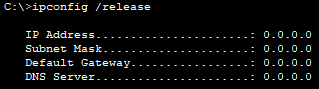 C:\>ipconfig /release
IP Address......................: 0.0.0.0
Subnet Mask.....................: 0.0.0.0
Default Gateway.................: 0.0.0.0
DNS Server......................: 0.0.0.0